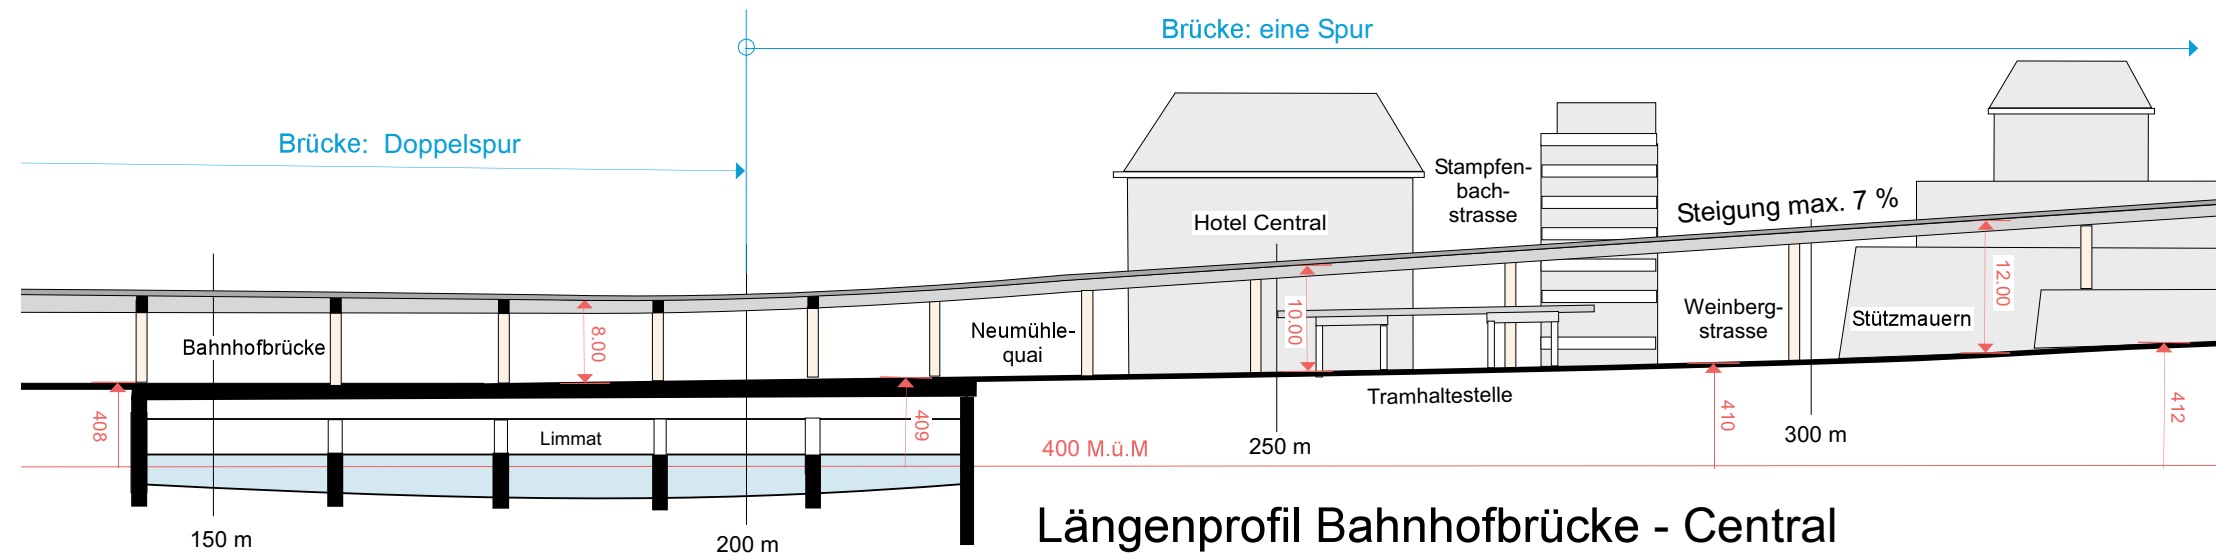 Brücke: eine Spur
Brücke: Doppelspur
Stampfen-
bach-
strasse
Steigung max. 7 %
Hotel Central
12.00
10.00
8.00
Bahnhofbrücke
Neumühle-
quai
Weinberg-
strasse
Stützmauern
Tramhaltestelle
408
409
410
412
Limmat
400 M.ü.M
250 m
300 m
150 m
200 m
Längenprofil Bahnhofbrücke - Central